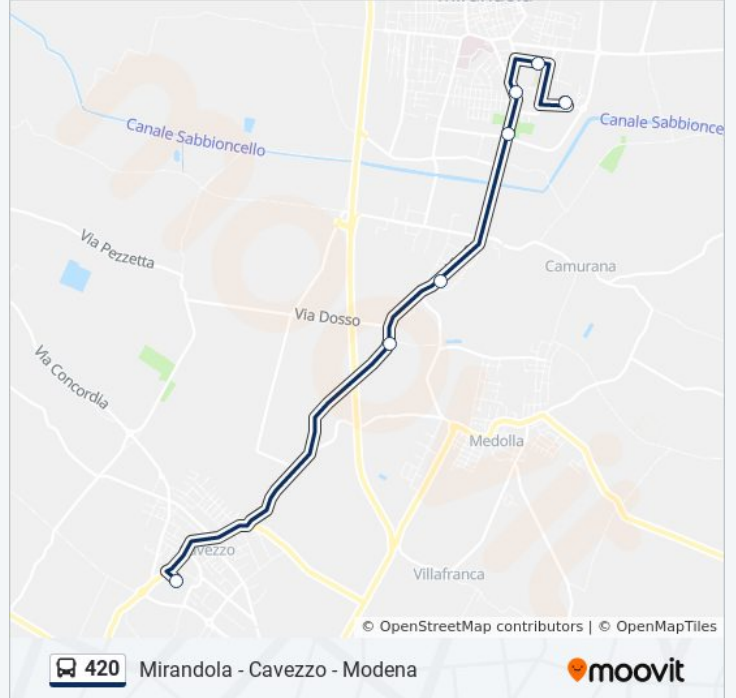 Canale Sabbioncello
Canale Sabbionce
Via Pezzetta
Camurana
Via Dosso
Via Concordia
Medolla
Villafranca
© OpenStreetMap contributors | © OpenMapTiles
420 Mirandola - Cavezzo - Modena
moovit